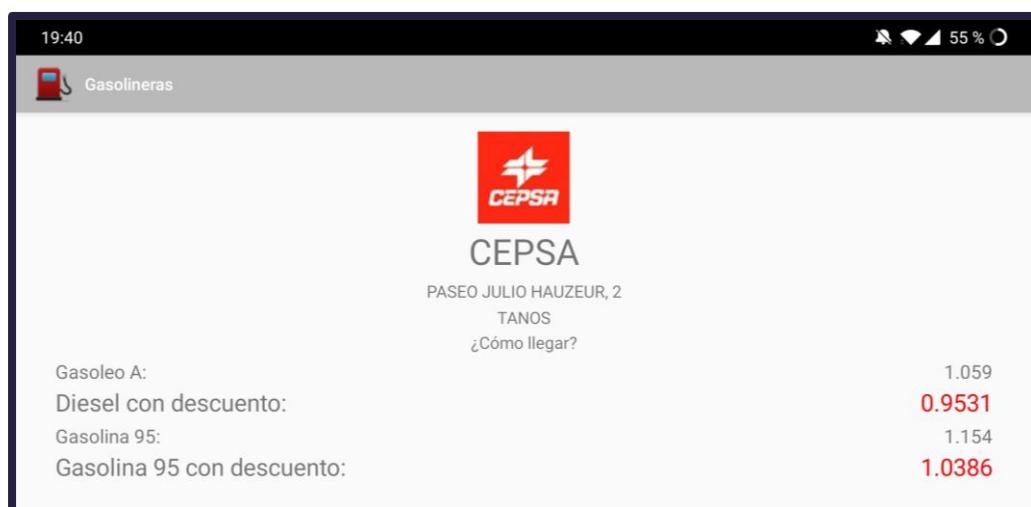 19:40 55 %
Gasolineras
CEPSA
CEPSA
PASEO JULIO HAUZEUR, 2
TANOS
¿Cómo llegar?
Gasoleo A: 1.059
Diesel con descuento: 0.9531
Gasolina 95: 1.154
Gasolina 95 con descuento: 1.0386